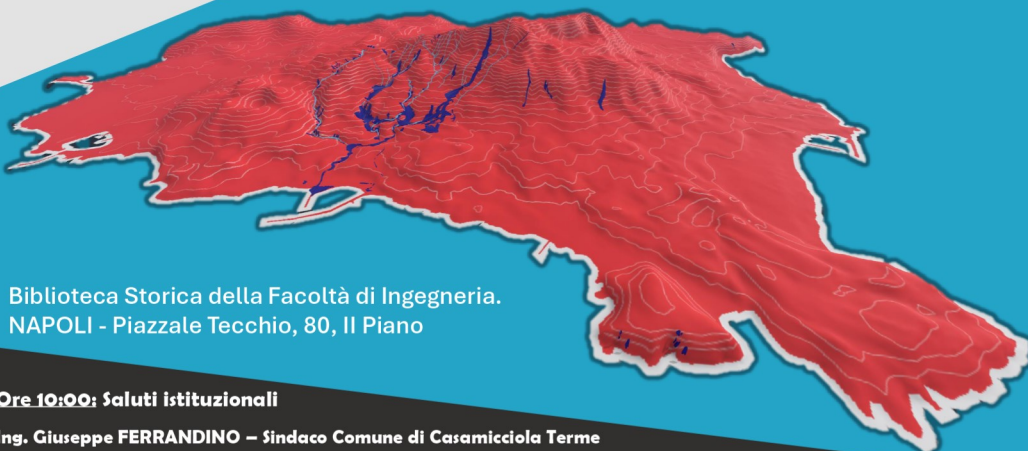 Biblioteca Storica della Facoltà di Ingegneria.
NAPOLI - Piazzale Tecchio, 80, II Piano
Ore 10:00: Saluti istituzionali
Ing. Giuseppe FERRANDINO – Sindaco Comune di Casamicciola Terme